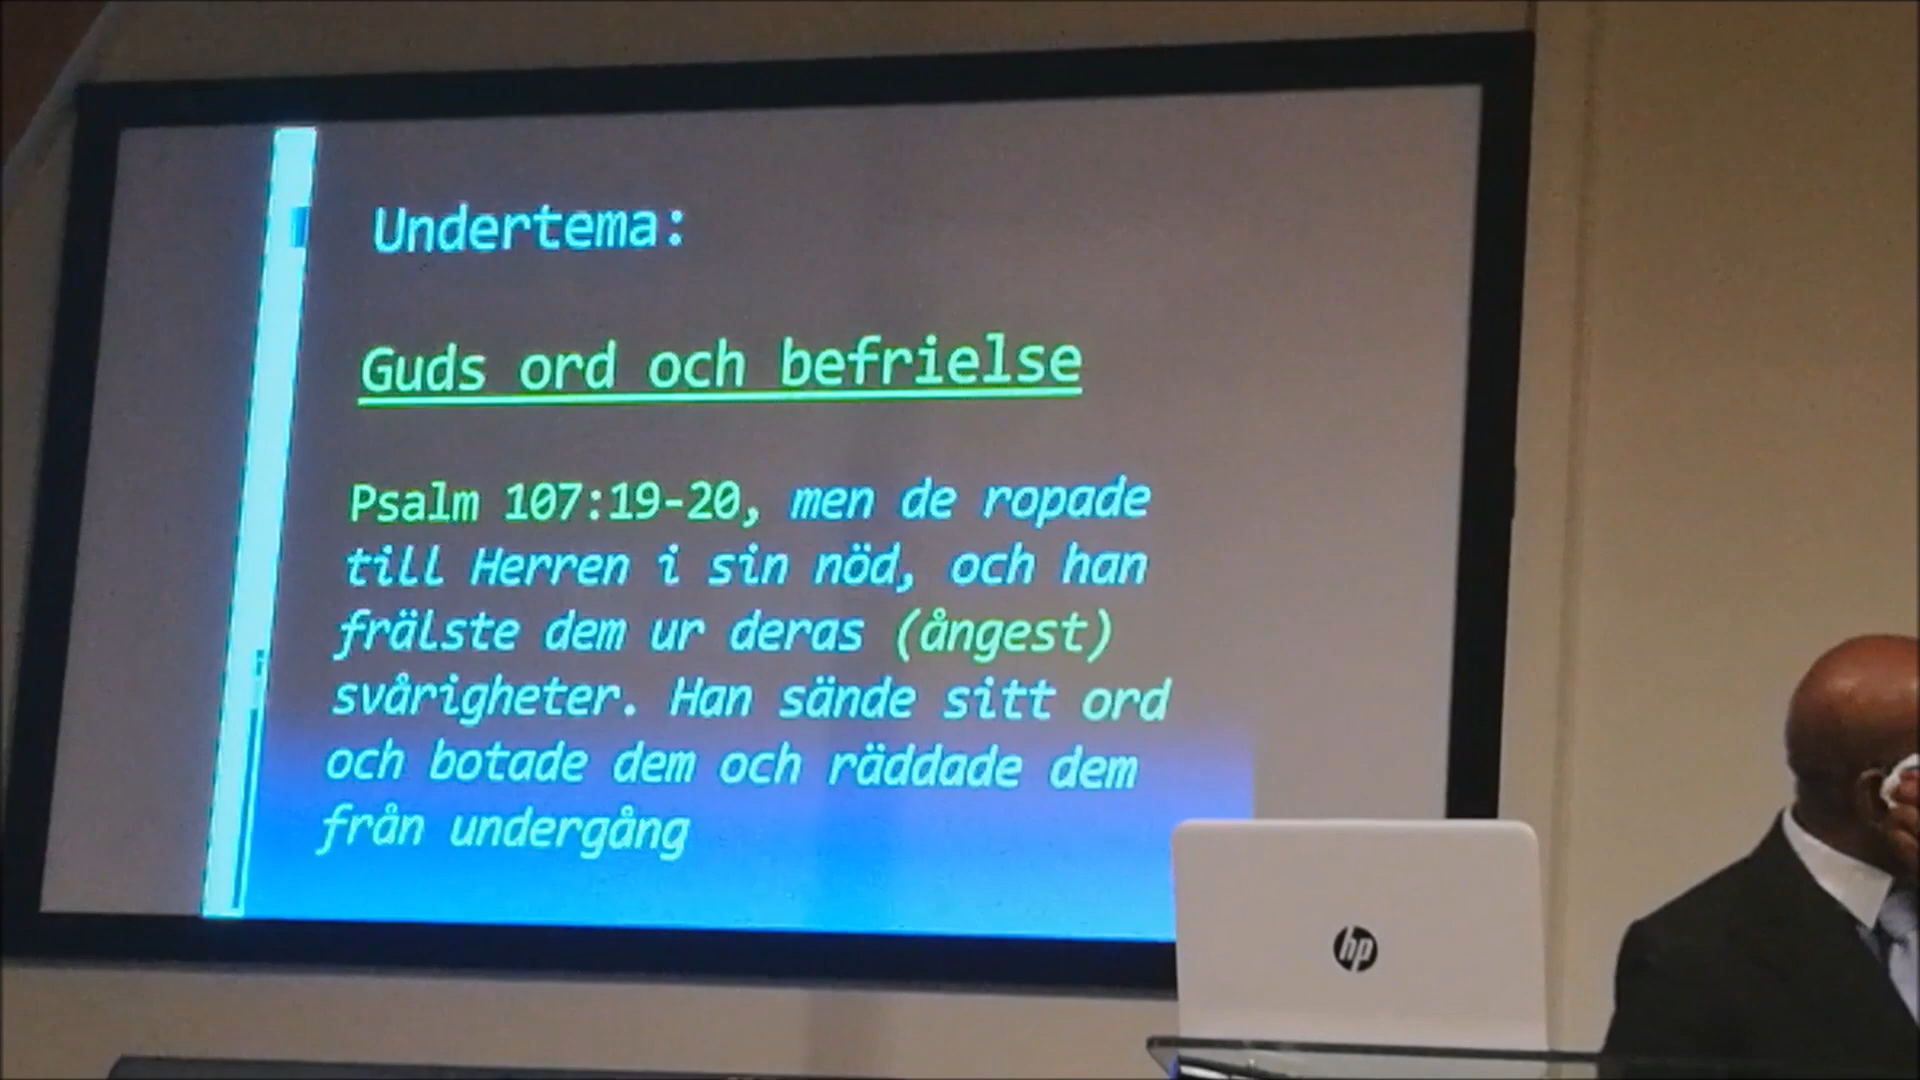 Undertema:
Guds ord och befrielse
Psalm 107:19-20, men de ropade
till Herren i sin nöd, och han
frälste dem ur deras (ångest)
svårigheter. Han sände sitt ord
och botade dem och räddade dem
från undergång
hp